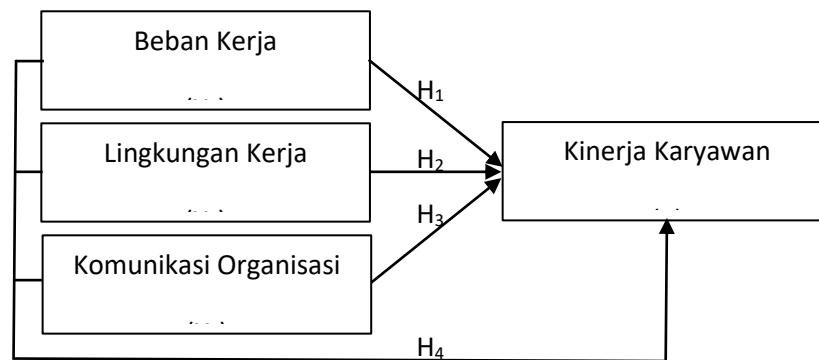 Beban Kerja
H₁
Lingkungan Kerja
H₂
Kinerja Karyawan
H₃
Komunikasi Organisasi
H₄